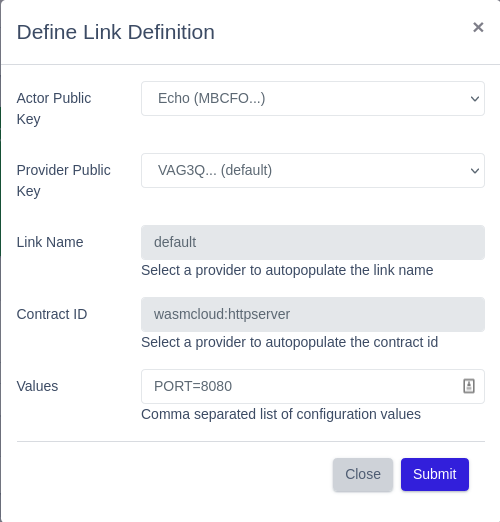 Define Link Definition
×
Actor Public
Key
Echo (MBCFO...)
Provider Public
Key
VAG3Q... (default)
Link Name
default
Select a provider to autopopulate the link name
Contract ID
wasmcloud:httpserver
Select a provider to autopopulate the contract id
Values
PORT=8080
Comma separated list of configuration values
Close
Submit